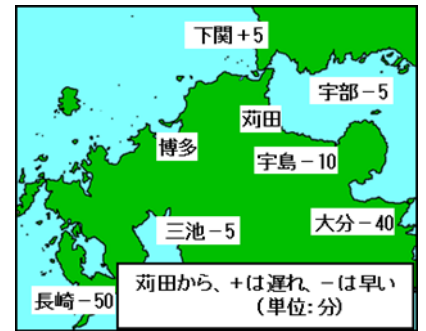 下関+5
宇部-5
苅田
博多
宇島-10
大分-40
三池-5
長崎-50
苅田から、+は遅れ、-は早い
(単位:分)